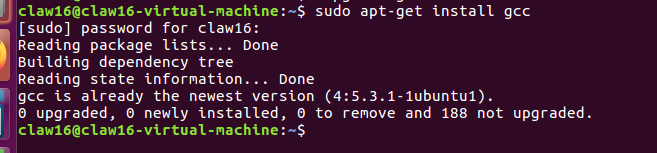 claw16@claw16-virtual-machine:~$ sudo apt-get install gcc
[sudo] password for claw16:
Reading package lists... Done
Building dependency tree
Reading state information... Done
gcc is already the newest version (4:5.3.1-1ubuntu1).
0 upgraded, 0 newly installed, 0 to remove and 188 not upgraded.
claw16@claw16-virtual-machine:~$